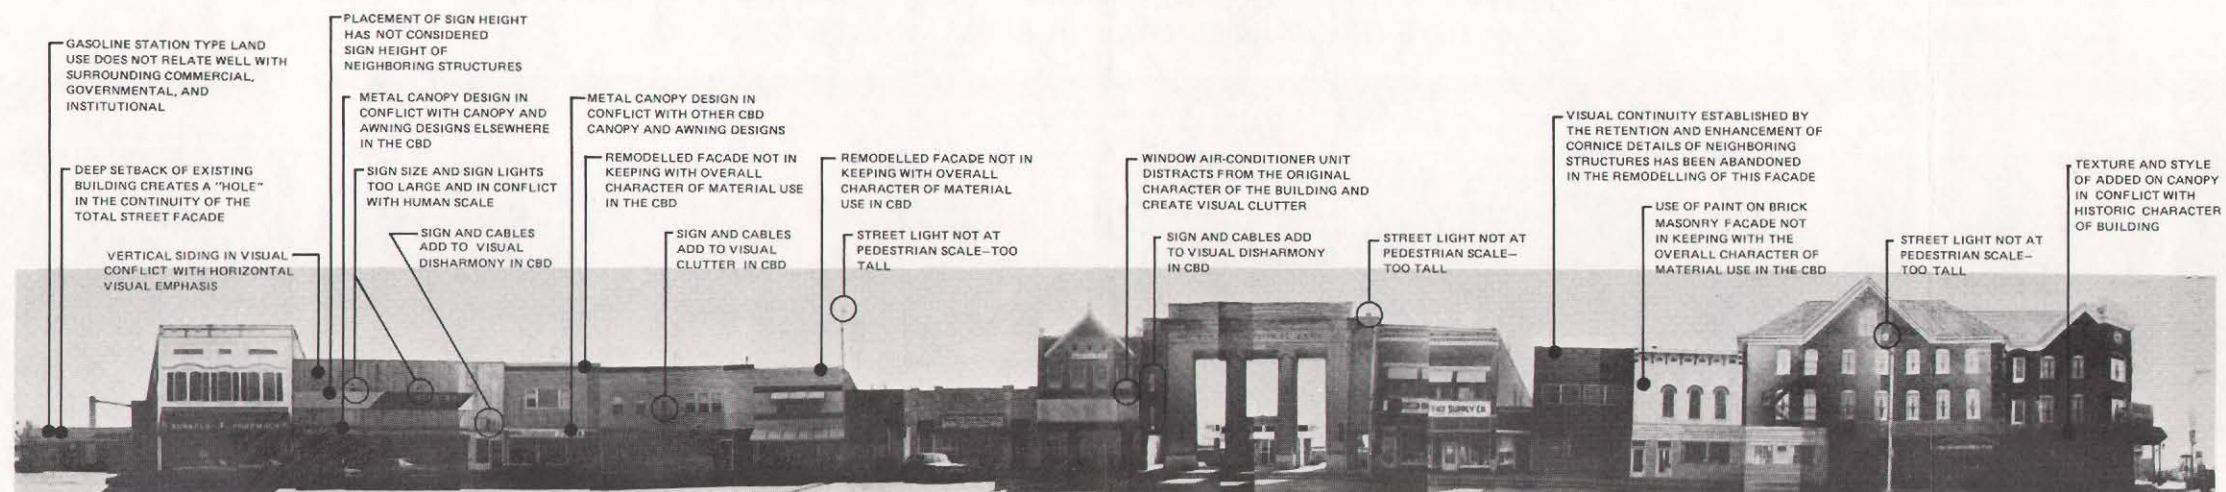 PLACEMENT OF SIGN HEIGHT
HAS NOT CONSIDERED
SIGN HEIGHT OF
NEIGHBORING STRUCTURES
GASOLINE STATION TYPE LAND
USE DOES NOT RELATE WELL WITH
SURROUNDING COMMERCIAL,
GOVERNMENTAL, AND
INSTITUTIONAL
METAL CANOPY DESIGN IN
CONFLICT WITH CANOPY AND
AWNING DESIGNS ELSEWHERE
IN THE CBD
METAL CANOPY DESIGN IN
CONFLICT WITH OTHER CBD
CANOPY AND AWNING DESIGNS
VISUAL CONTINUITY ESTABLISHED BY
THE RETENTION AND ENHANCEMENT OF
CORNICE DETAILS OF NEIGHBORING
STRUCTURES HAS BEEN ABANDONED
IN THE REMODELLING OF THIS FACADE
DEEP SETBACK OF EXISTING
BUILDING CREATES A "HOLE"
IN THE CONTINUITY OF THE
TOTAL STREET FACADE
SIGN SIZE AND SIGN LIGHTS
TOO LARGE AND IN CONFLICT
WITH HUMAN SCALE
REMODELLED FACADE NOT IN
KEEPING WITH OVERALL
CHARACTER OF MATERIAL USE
IN THE CBD
REMODELLED FACADE NOT IN
KEEPING WITH OVERALL
CHARACTER OF MATERIAL
USE IN CBD
WINDOW AIR-CONDITIONER UNIT
DISTRACTS FROM THE ORIGINAL
CHARACTER OF THE BUILDING AND
CREATE VISUAL CLUTTER
TEXTURE AND STYLE
OF ADDED ON CANOPY
IN CONFLICT WITH
HISTORIC CHARACTER
OF BUILDING
USE OF PAINT ON BRICK
MASONRY FACADE NOT
IN KEEPING WITH THE
OVERALL CHARACTER OF
MATERIAL USE IN THE CBD
VERTICAL SIDING IN VISUAL
CONFLICT WITH HORIZONTAL
VISUAL EMPHASIS
SIGN AND CABLES
ADD TO VISUAL
DISHARMONY IN CBD
SIGN AND CABLES
ADD TO VISUAL
CLUTTER IN CBD
STREET LIGHT NOT AT
PEDESTRIAN SCALE–TOO
TALL
SIGN AND CABLES ADD
TO VISUAL DISHARMONY
IN CBD
STREET LIGHT NOT AT
PEDESTRIAN SCALE–
TOO TALL
STREET LIGHT NOT AT
PEDESTRIAN SCALE–
TOO TALL
PHARMACY
SUPPLY CO.